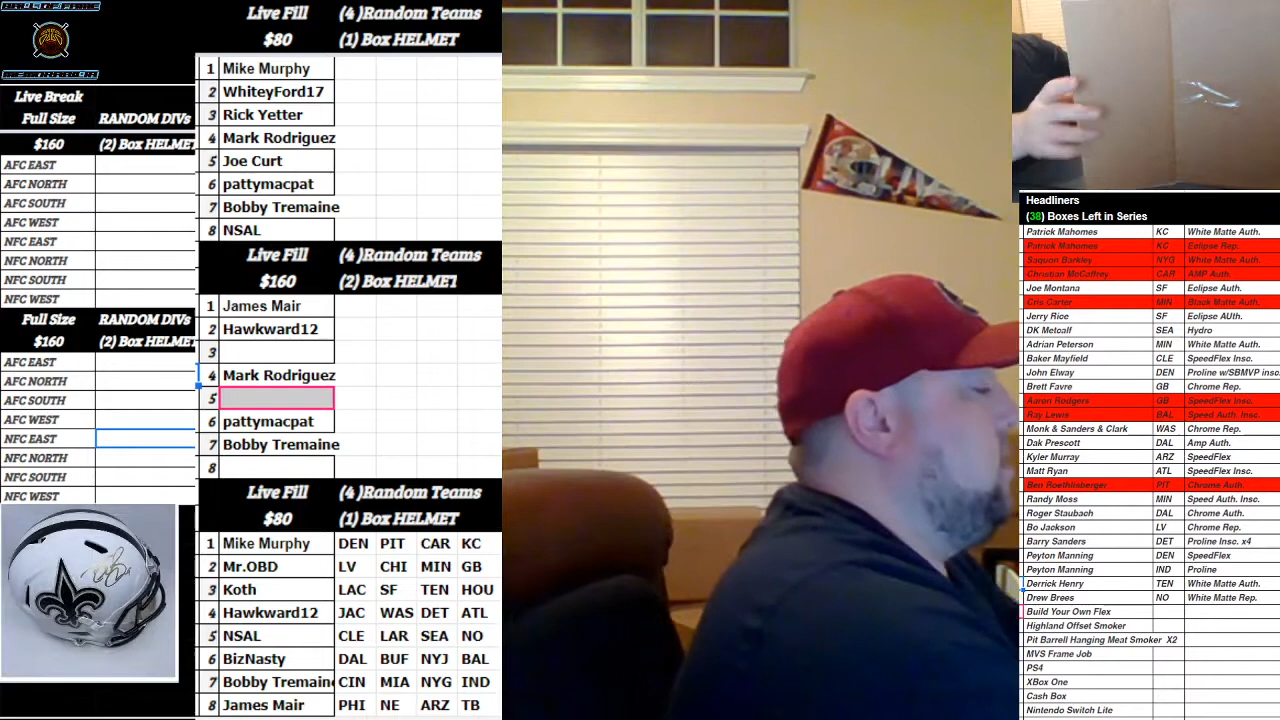 HALL OF FAME
MEMORABILIA
Live Break
Full Size RANDOM DIVs
$160 (2) Box HELMET
AFC EAST
AFC NORTH
AFC SOUTH
AFC WEST
NFC EAST
NFC NORTH
NFC SOUTH
NFC WEST
Full Size RANDOM DIVs
$160 (2) Box HELMET
AFC EAST
AFC NORTH
AFC SOUTH
AFC WEST
NFC EAST
NFC NORTH
NFC SOUTH
NFC WEST
Live Fill (4) Random Teams
$80 (1) Box HELMET
1 Mike Murphy
2 WhiteyFord17
3 Rick Yetter
4 Mark Rodriguez
5 Joe Curt
6 pattymacpat
7 Bobby Tremaine
8 NSAL
Live Fill (4) Random Teams
$160 (2) Box HELMET
1 James Mair
2 Hawkward12
3
4 Mark Rodriguez
5
6 pattymacpat
7 Bobby Tremaine
8
Live Fill (4) Random Teams
$80 (1) Box HELMET
1 Mike Murphy DEN PIT CAR KC
2 Mr.OBD LV CHI MIN GB
3 Koth LAC SF TEN HOU
4 Hawkward12 JAC WAS DET ATL
5 NSAL CLE LAR SEA NO
6 BizNasty DAL BUF NYJ BAL
7 Bobby Tremaine CIN MIA NYG IND
8 James Mair PHI NE ARZ TB
Headliners
(38) Boxes Left in Series
Patrick Mahomes KC White Matte Auth.
Patrick Mahomes KC Eclipse Rep.
Saquon Barkley NYG White Matte Auth.
Christian McCaffrey CAR AMP Auth.
Joe Montana SF Eclipse Auth.
Cris Carter MIN Black Matte Auth.
Jerry Rice SF Eclipse AUth.
DK Metcalf SEA Hydro
Adrian Peterson MIN White Matte Auth.
Baker Mayfield CLE SpeedFlex Insc.
John Elway DEN Proline w/SBMVP insc.
Brett Favre GB Chrome Rep.
Aaron Rodgers GB SpeedFlex Insc.
Ray Lewis BAL Speed Auth. Insc.
Monk & Sanders & Clark WAS Chrome Rep.
Dak Prescott DAL Amp Auth.
Kyler Murray ARZ SpeedFlex
Matt Ryan ATL SpeedFlex Insc.
Ben Roethlisberger PIT Chrome Auth.
Randy Moss MIN Speed Auth. Insc.
Roger Staubach DAL Chrome Auth.
Bo Jackson LV Chrome Rep.
Barry Sanders DET Proline Insc. x4
Peyton Manning DEN SpeedFlex
Peyton Manning IND Proline
Derrick Henry TEN White Matte Auth.
Drew Brees NO White Matte Rep.
Build Your Own Flex
Highland Offset Smoker
Pit Barrell Hanging Meat Smoker X2
MVS Frame Job
PS4
XBox One
Cash Box
Nintendo Switch Lite